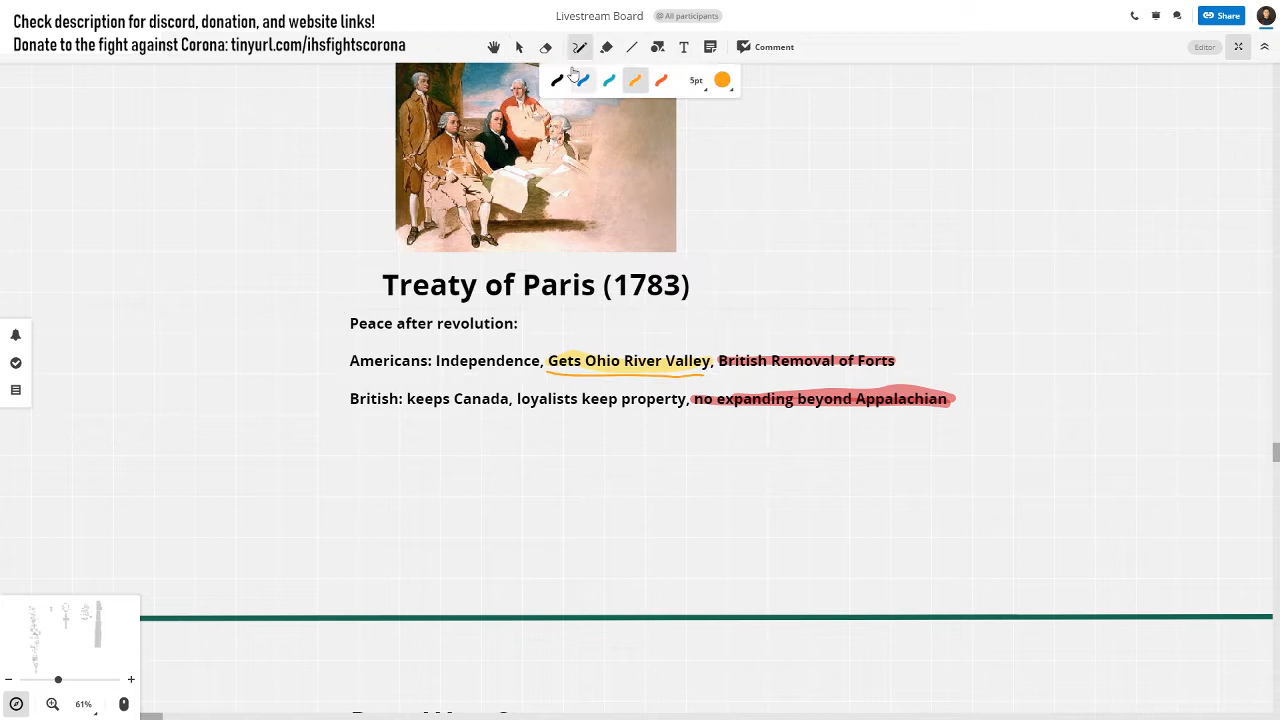 Check description for discord, donation, and website links!
Donate to the fight against Corona: tinyurl.com/ihsfightscorona
Livestream Board
@ All participants
Share
Comment
Editor
5pt
Treaty of Paris (1783)
Peace after revolution:
Americans: Independence, Gets Ohio River Valley, British Removal of Forts
British: keeps Canada, loyalists keep property, no expanding beyond Appalachian
61%